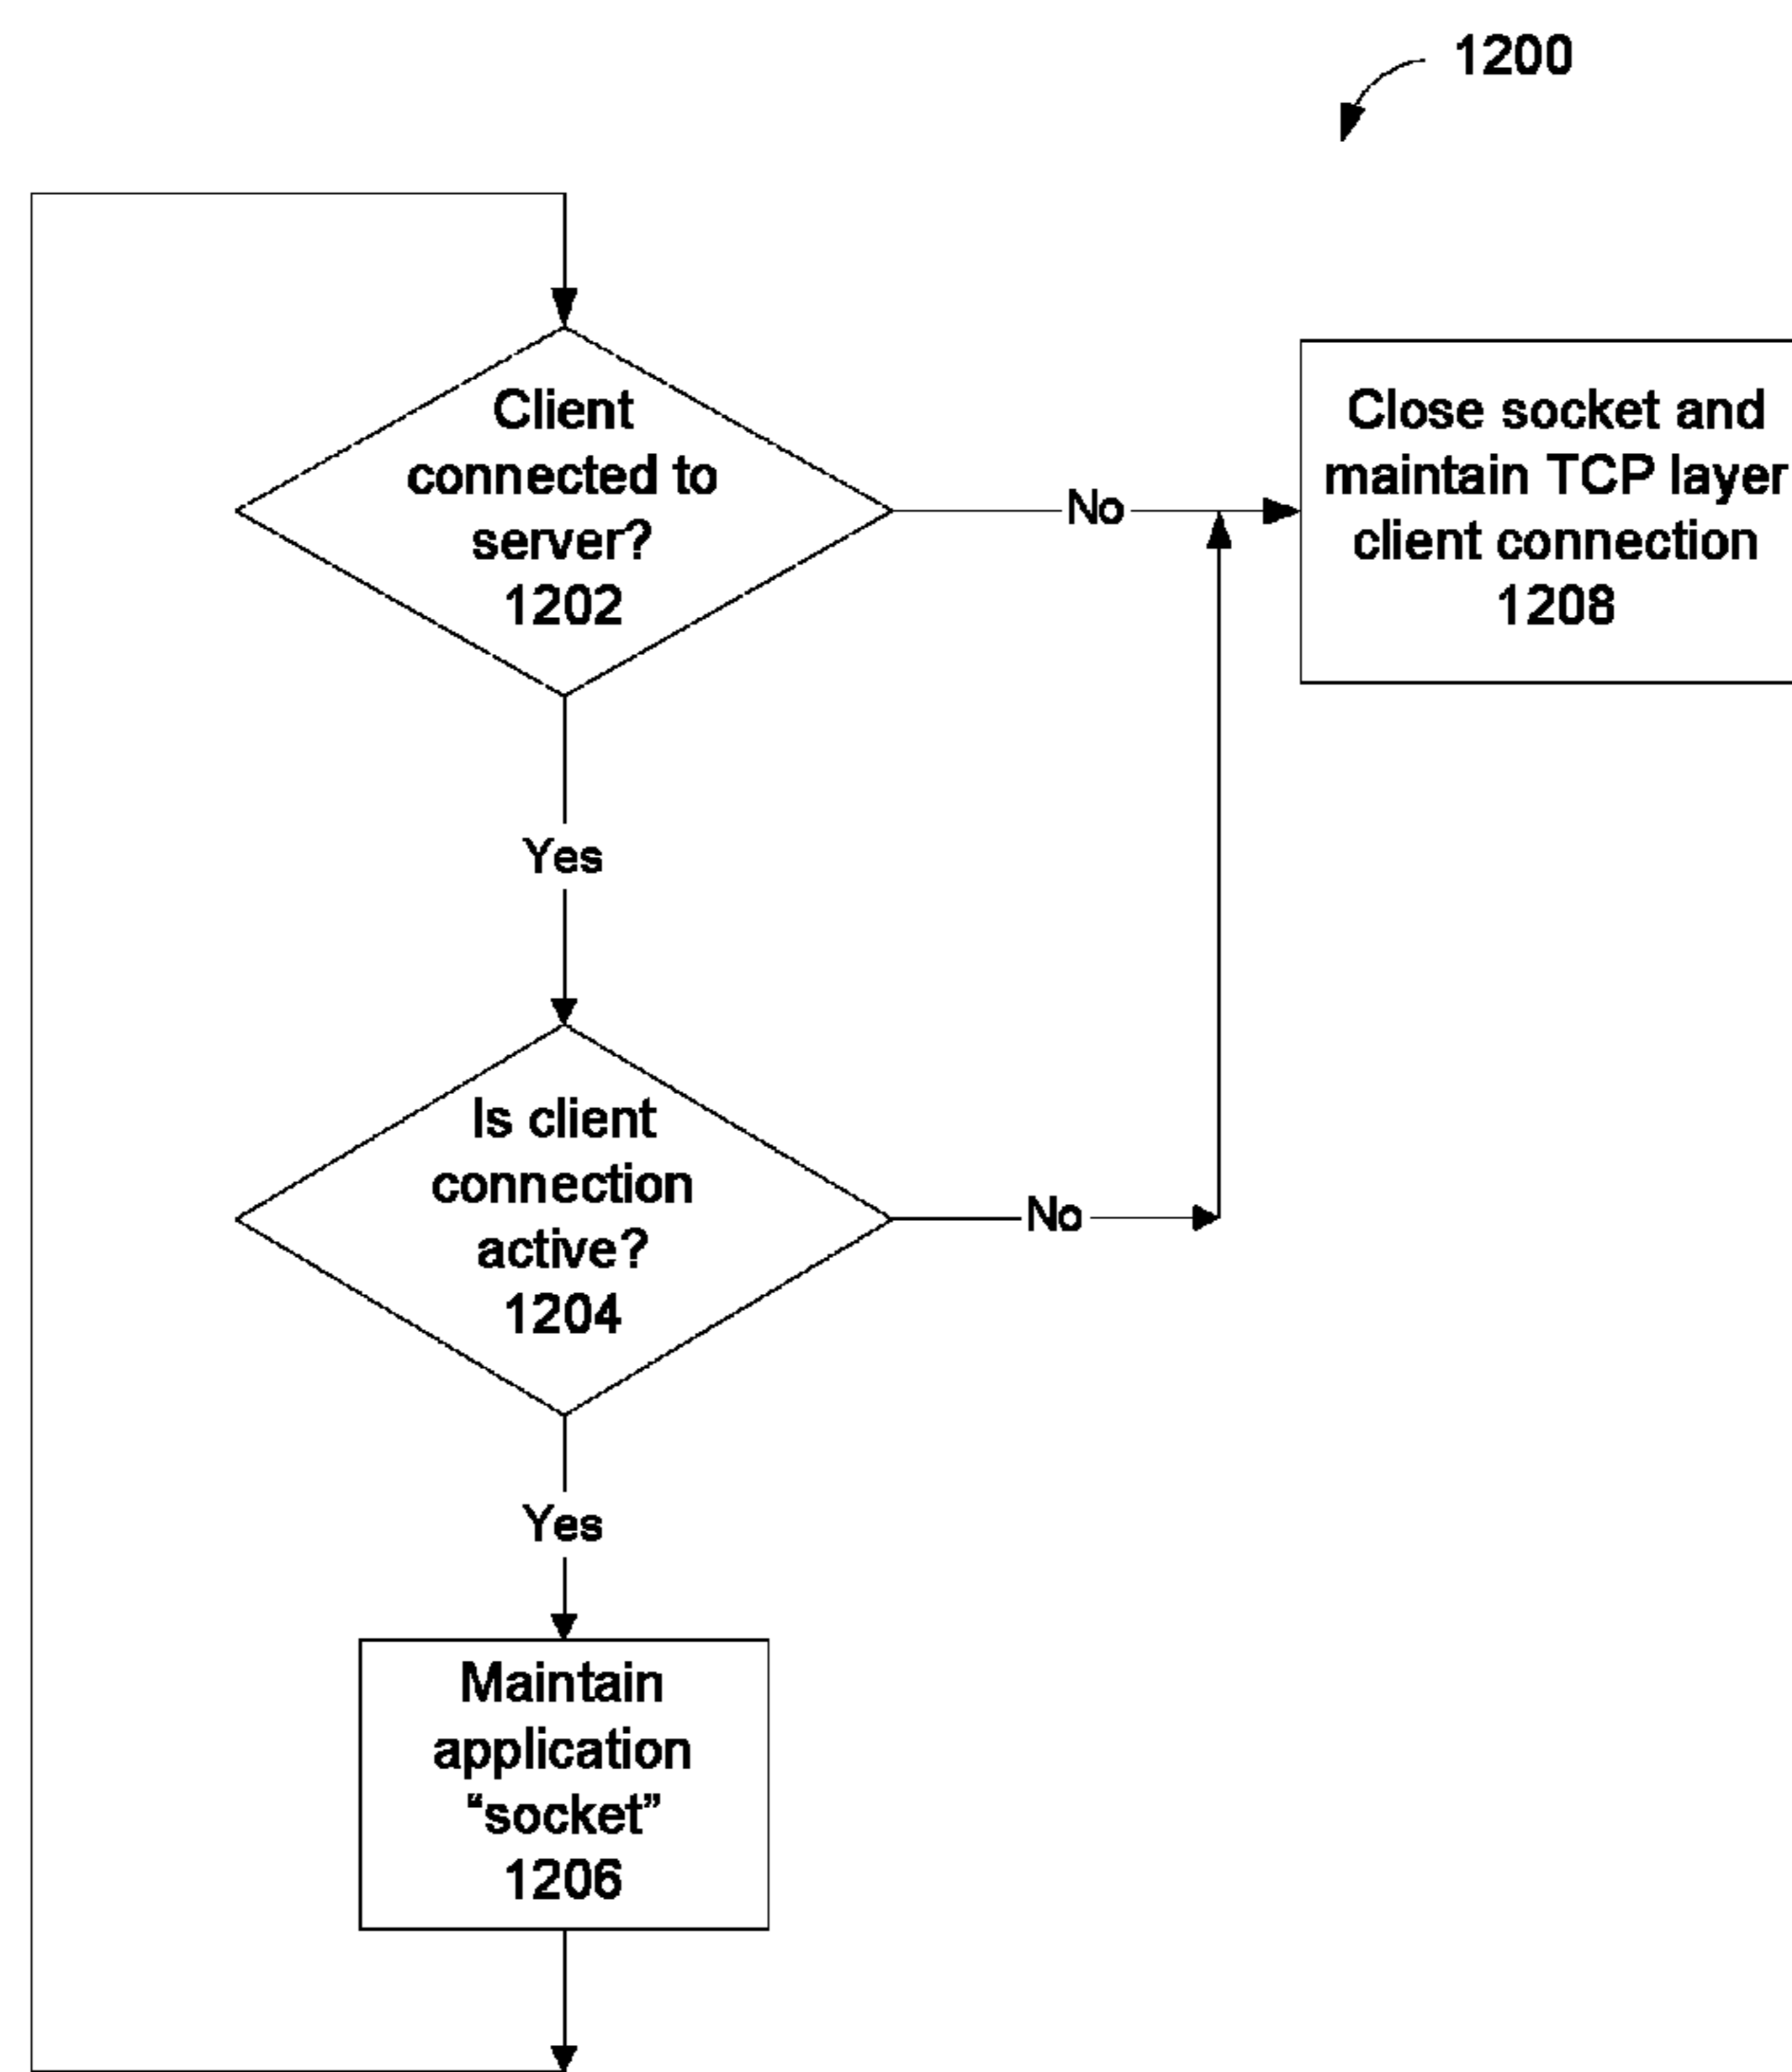 1200
Client
connected to
server?
1202
No
Close socket and
maintain TCP layer
client connection
1208
Yes
Is client
connection
active?
1204
No
Yes
Maintain
application
“socket”
1206